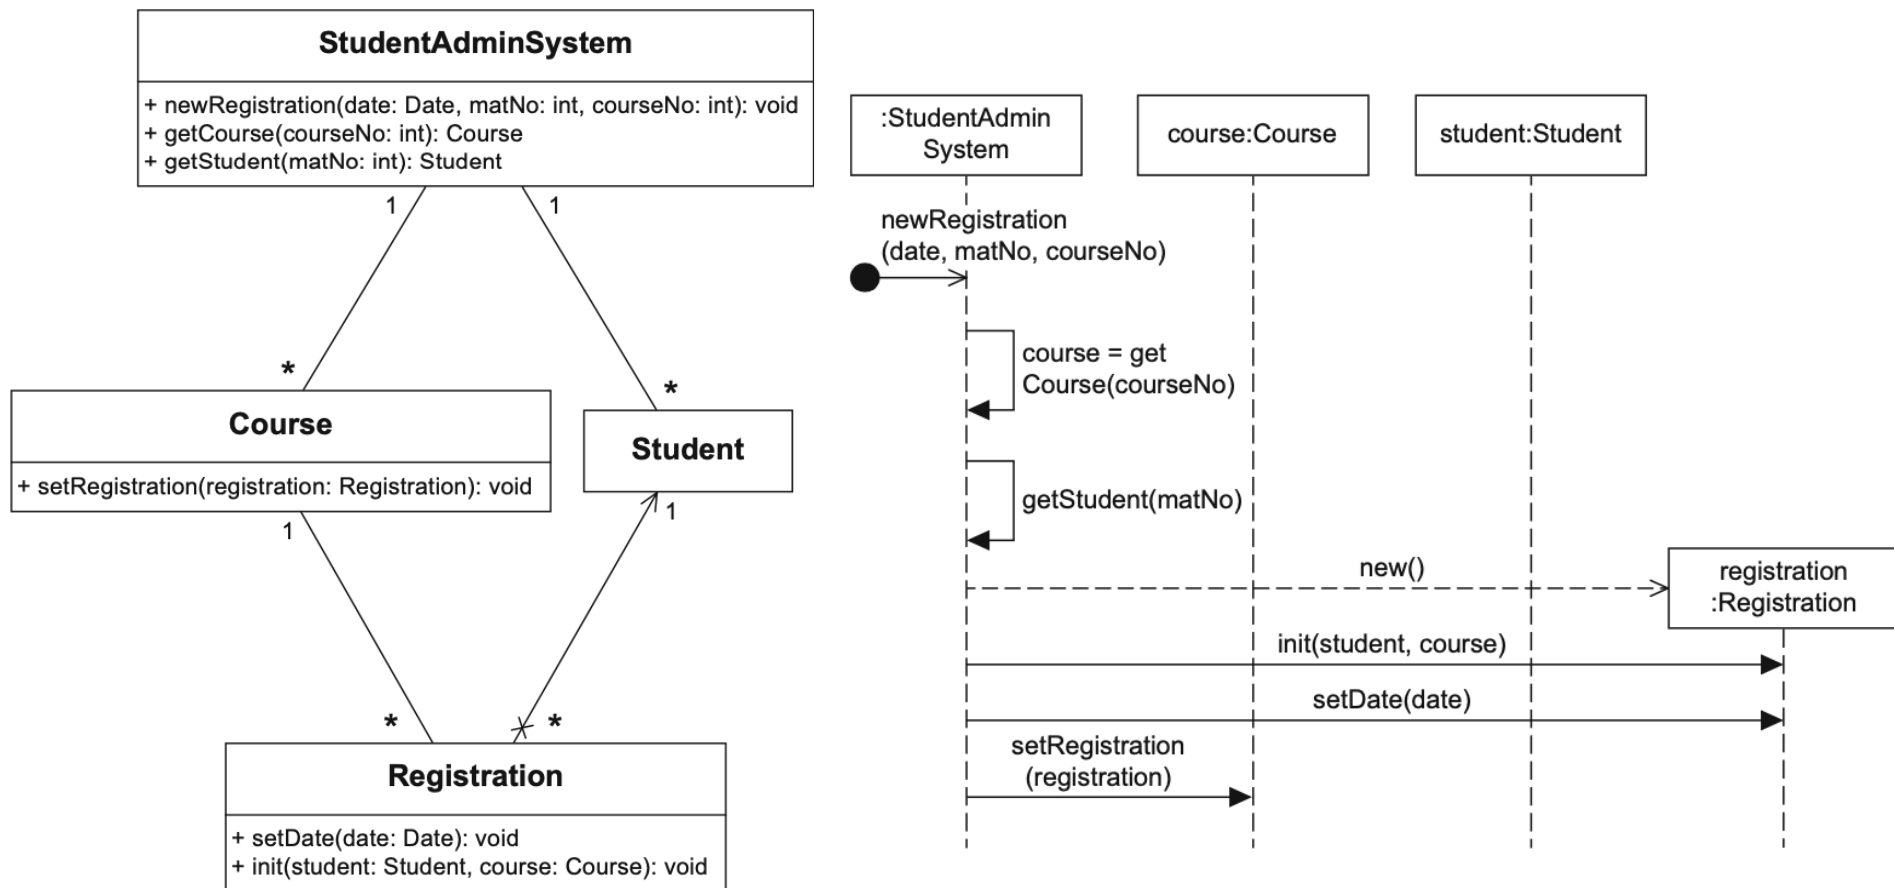 StudentAdminSystem
+ newRegistration(date: Date, matNo: int, courseNo: int): void
+ getCourse(courseNo: int): Course
+ getStudent(matNo: int): Student
1
1
*
*
Course
+ setRegistration(registration: Registration): void
Student
1
1
*
*
Registration
+ setDate(date: Date): void
+ init(student: Student, course: Course): void
:StudentAdmin
System
course:Course
student:Student
newRegistration
(date, matNo, courseNo)
course = get
Course(courseNo)
getStudent(matNo)
new()
registration
:Registration
init(student, course)
setDate(date)
setRegistration
(registration)